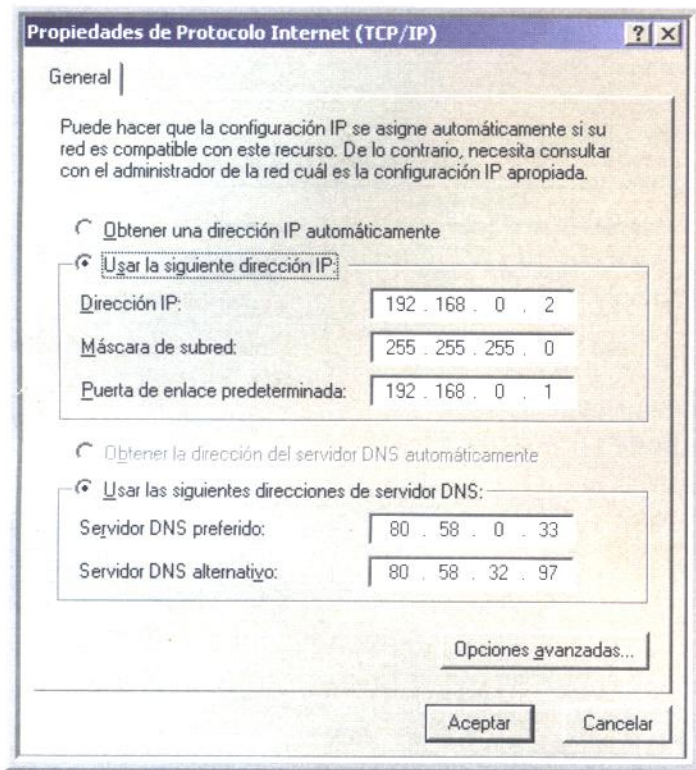 Propiedades de Protocolo Internet (TCP/IP)
General
Puede hacer que la configuración IP se asigne automáticamente si su
red es compatible con este recurso. De lo contrario, necesita consultar
con el administrador de la red cuál es la configuración IP apropiada.
Obtener una dirección IP automáticamente
Usar la siguiente dirección IP:
Dirección IP: 192 . 168 . 0 . 2
Máscara de subred: 255 . 255 . 255 . 0
Puerta de enlace predeterminada: 192 . 168 . 0 . 1
Obtener la dirección del servidor DNS automáticamente
Usar las siguientes direcciones de servidor DNS:
Servidor DNS preferido: 80 . 58 . 0 . 33
Servidor DNS alternativo: 80 . 58 . 32 . 97
Opciones avanzadas...
Aceptar Cancelar